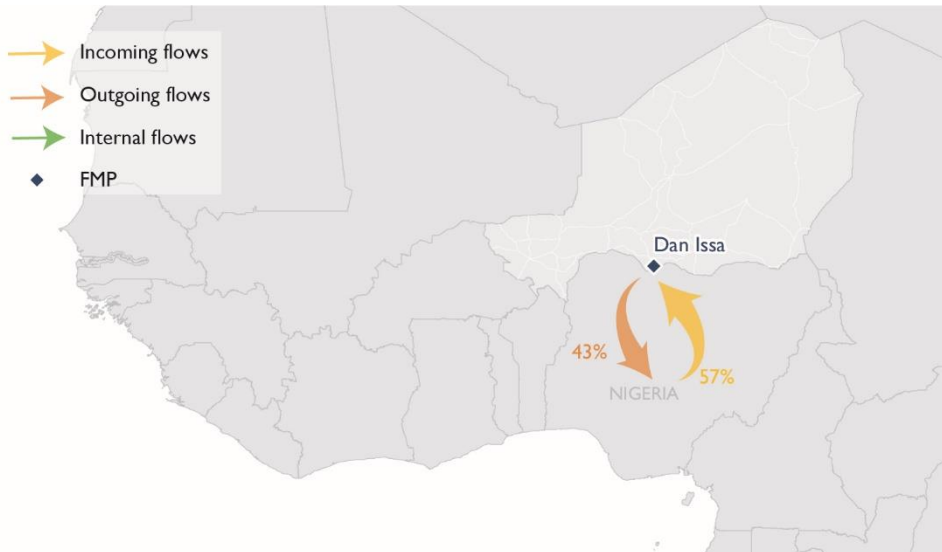 Incoming flows
Outgoing flows
Internal flows
FMP
Dan Issa
43%
57%
NIGERIA